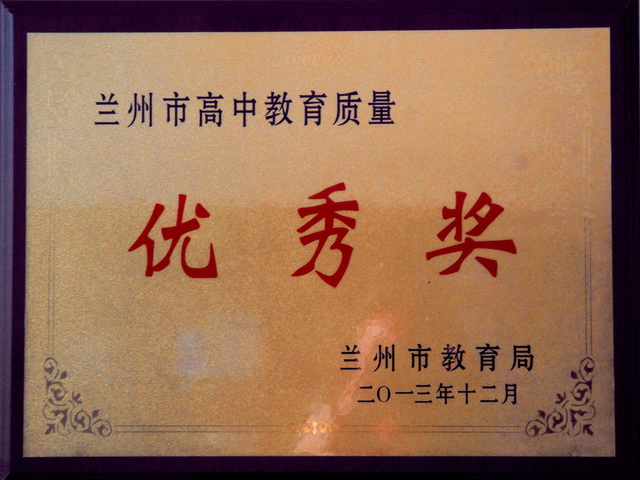 兰州市高中教育质量
优秀奖
兰州市教育局
二〇一三年十二月